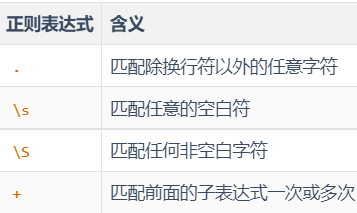 正则表达式 含义
. 匹配除换行符以外的任意字符
\s 匹配任意的空白符
\S 匹配任何非空白字符
+ 匹配前面的子表达式一次或多次